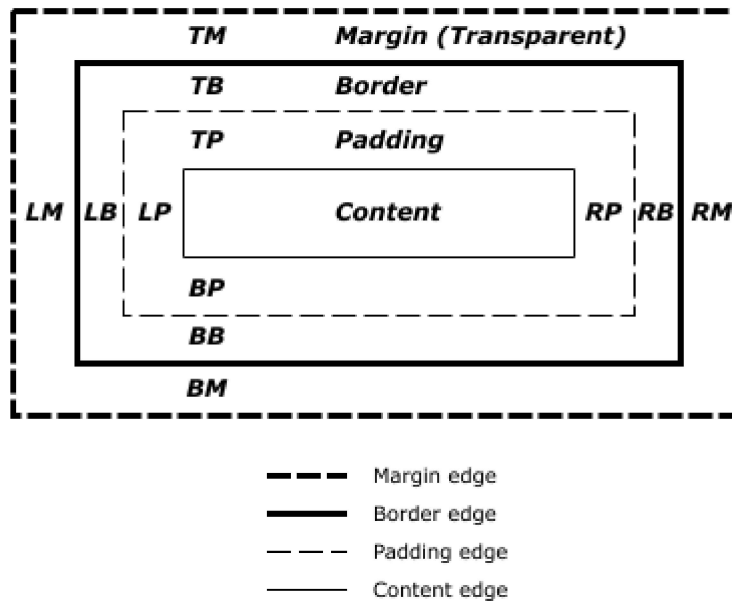 TM Margin (Transparent)
TB Border
TP Padding
LM LB LP Content RP RB RM
BP
BB
BM
Margin edge
Border edge
Padding edge
Content edge